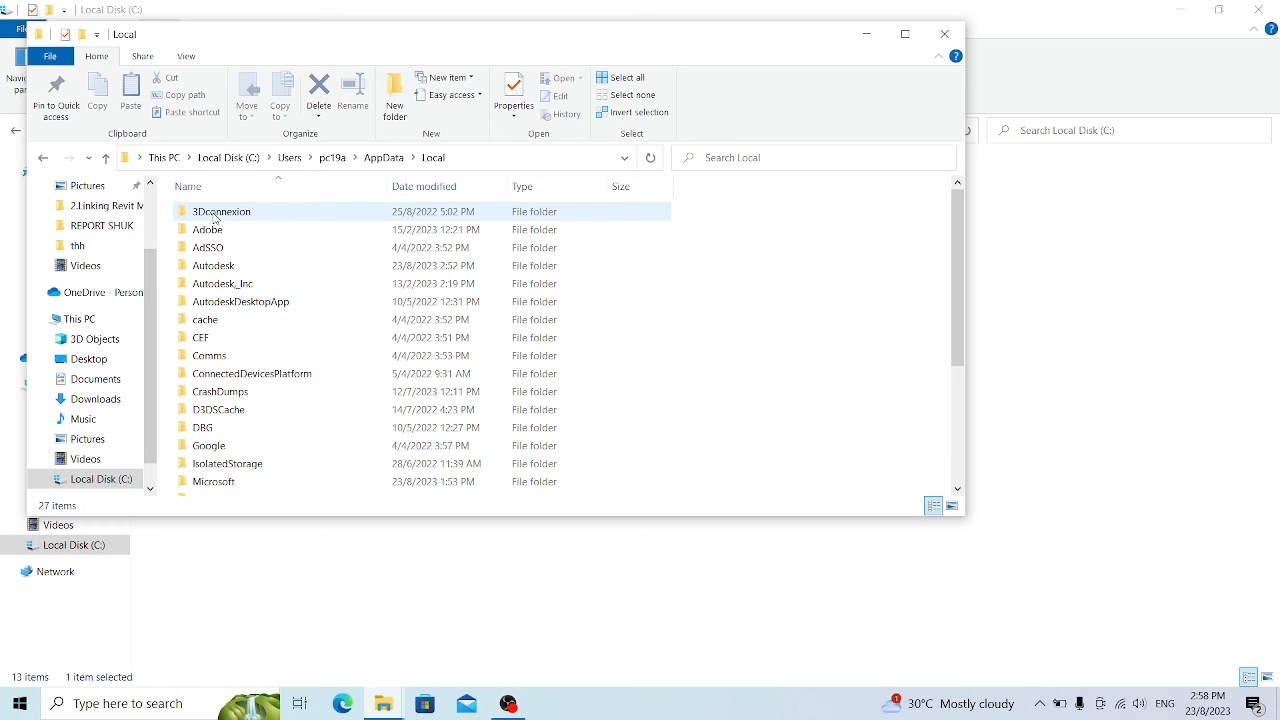 Local Disk (C:)
File
Local
File Home Share View
Pin to Quick access
Copy
Paste
Cut
Copy path
Paste shortcut
Clipboard
Move to
Copy to
Delete
Rename
Organize
New folder
New item
Easy access
New
Properties
Open
Edit
History
Open
Select all
Select none
Invert selection
Select
This PC > Local Disk (C:) > Users > pc19a > AppData > Local
Search Local
Search Local Disk (C:)
Name Date modified Type Size
3Dconnexion 25/8/2022 5:02 PM File folder
Adobe 15/2/2023 12:21 PM File folder
AdSSO 4/4/2022 3:52 PM File folder
Autodesk 23/8/2023 2:52 PM File folder
Autodesk_Inc 13/2/2023 2:19 PM File folder
AutodeskDesktopApp 10/5/2022 12:31 PM File folder
cache 4/4/2022 3:52 PM File folder
CEF 4/4/2022 3:51 PM File folder
Comms 4/4/2022 3:53 PM File folder
ConnectedDevicesPlatform 5/4/2022 9:31 AM File folder
CrashDumps 12/7/2023 12:11 PM File folder
D3DSCache 14/7/2022 4:23 PM File folder
DBG 10/5/2022 12:27 PM File folder
Google 4/4/2022 3:57 PM File folder
IsolatedStorage 28/6/2022 11:39 AM File folder
Microsoft 23/8/2023 1:53 PM File folder
Pictures
2.Linking Revit M
REPORT SHUK
thh
Videos
OneDrive - Person
This PC
3D Objects
Desktop
Documents
Downloads
Music
Pictures
Videos
Local Disk (C:)
27 items
Videos
Local Disk (C:)
Network
13 items 1 item selected
Type here to search
30°C Mostly cloudy
ENG
2:58 PM
23/8/2023